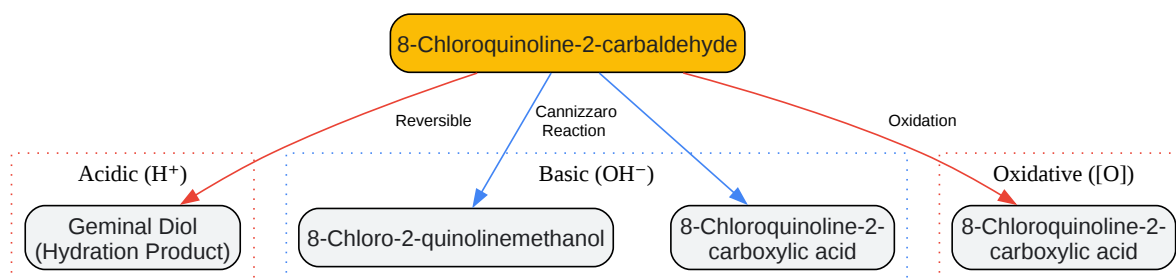 8-Chloroquinoline-2-carbaldehyde
Reversible
Cannizzaro
Reaction
Oxidation
Acidic (H⁺)
Basic (OH⁻)
Oxidative ([O])
Geminal Diol
(Hydration Product)
8-Chloro-2-quinolinemethanol
8-Chloroquinoline-2-
carboxylic acid
8-Chloroquinoline-2-
carboxylic acid